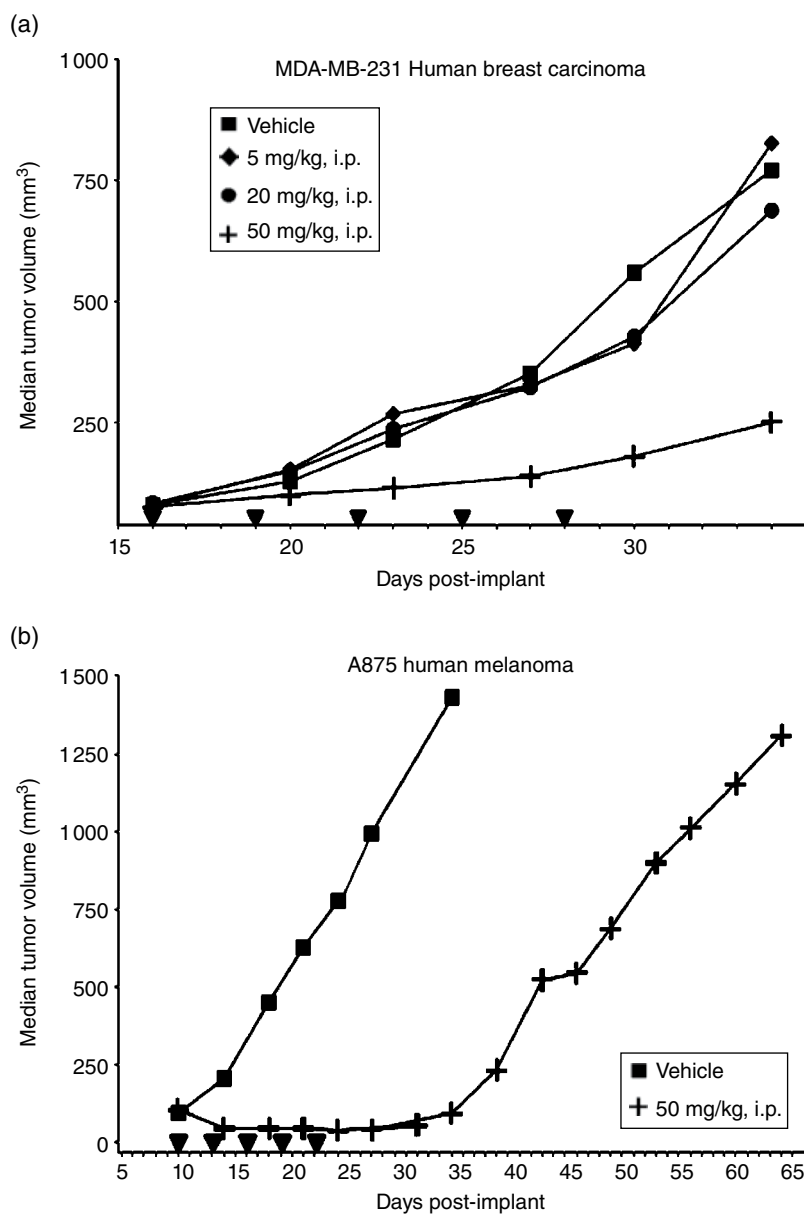 (a)
MDA-MB-231 Human breast carcinoma
1 000
750
500
250
Median tumor volume (mm³)
Vehicle
5 mg/kg, i.p.
20 mg/kg, i.p.
50 mg/kg, i.p.
15 20 25 30
Days post-implant
(b)
A875 human melanoma
1 500
1 250
1 000
750
500
250
0
Median tumor volume (mm³)
Vehicle
50 mg/kg, i.p.
5 10 15 20 25 30 35 40 45 50 55 60 65
Days post-implant